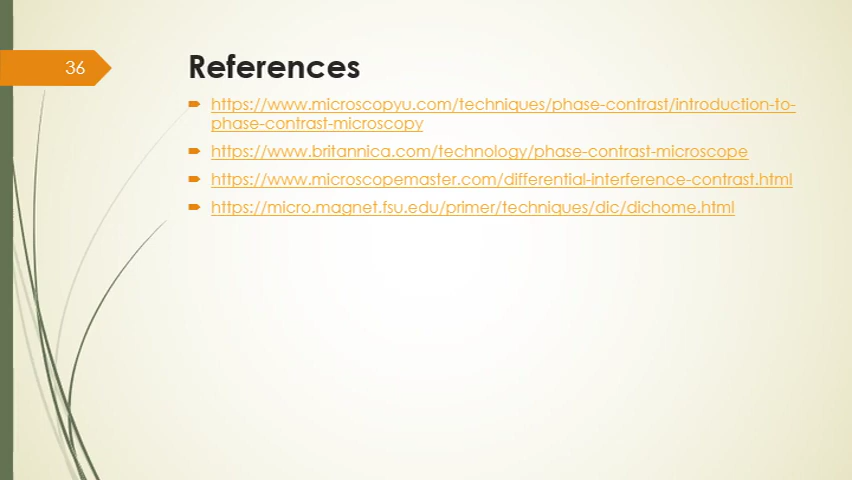 36
References
https://www.microscopyu.com/techniques/phase-contrast/introduction-to-
phase-contrast-microscopy
https://www.britannica.com/technology/phase-contrast-microscope
https://www.microscopemaster.com/differential-interference-contrast.html
https://micro.magnet.fsu.edu/primer/techniques/dic/dichome.html